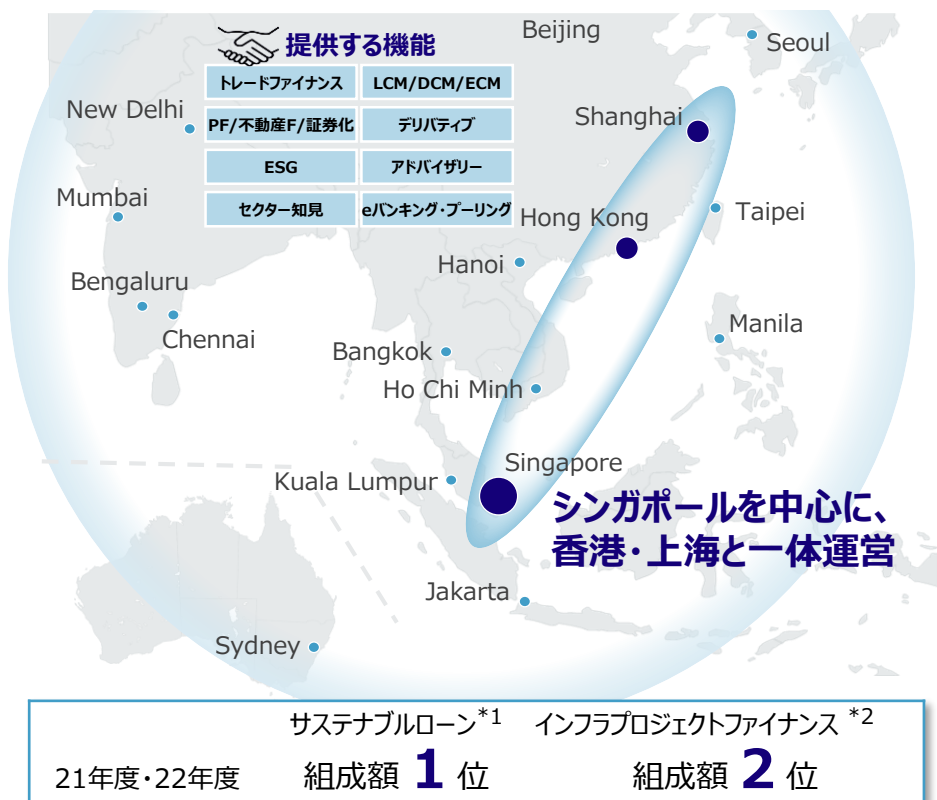 提供する機能
トレードファイナンス
LCM/DCM/ECM
PF/不動産F/証券化
デリバティブ
ESG
アドバイザリー
セクター知見
eバンキング・プーリング
Beijing
Seoul
New Delhi
Shanghai
Mumbai
Hong Kong
Taipei
Hanoi
Bengaluru
Chennai
Manila
Bangkok
Ho Chi Minh
Singapore
Kuala Lumpur
シンガポールを中心に、
香港・上海と一体運営
Jakarta
Sydney
サステナブルローン*1 インフラプロジェクトファイナンス*2
21年度・22年度 組成額 1 位 組成額 2 位